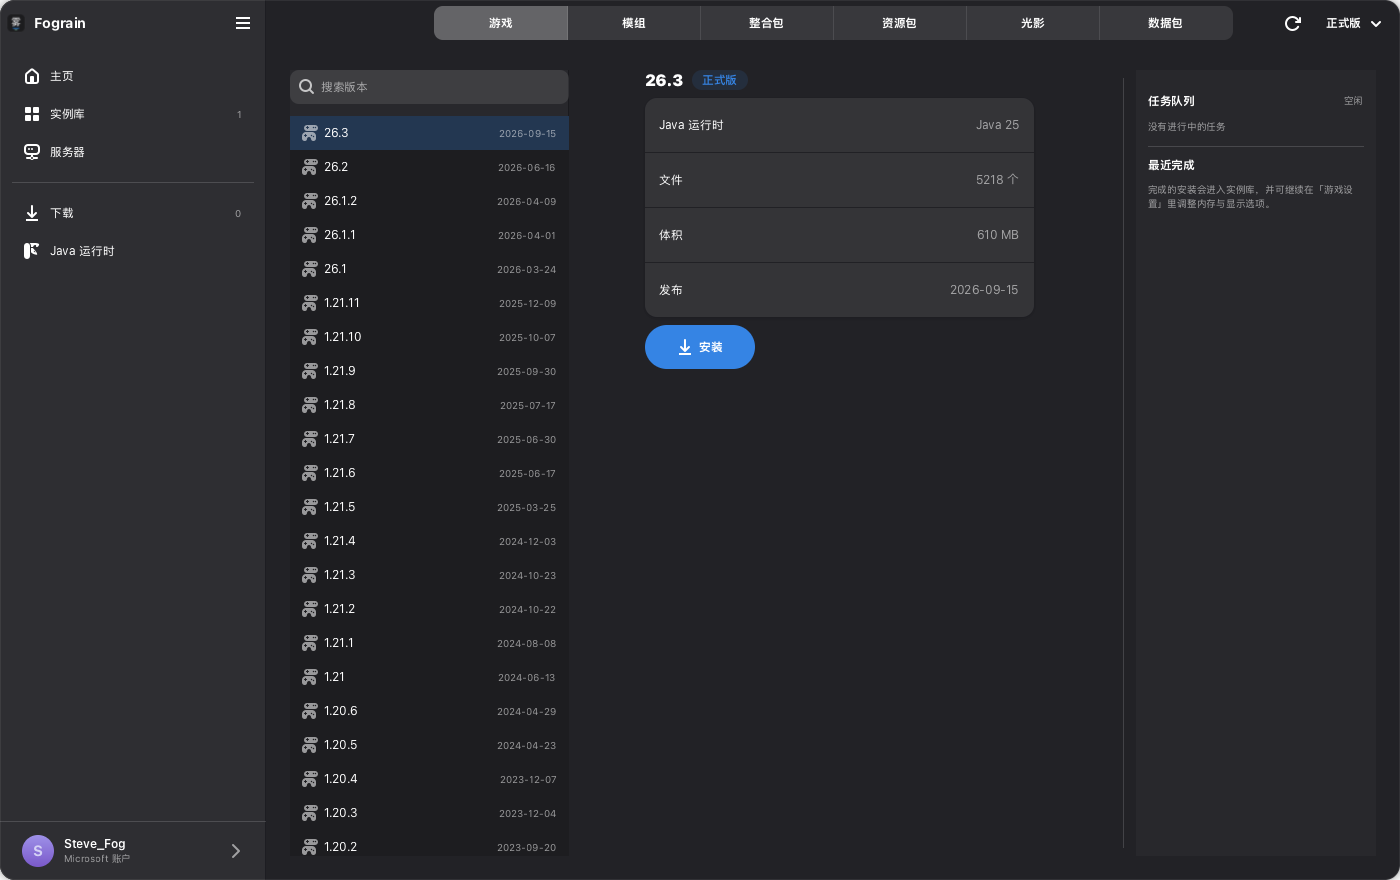 Fograin
主页
实例库
1
服务器
下载
0
Java 运行时
Steve_Fog
S
Microsoft 账户
游戏
模组
整合包
资源包
光影
数据包
正式版
搜索版本
26.3 2026-09-15
26.2 2026-06-16
26.1.2 2026-04-09
26.1.1 2026-04-01
26.1 2026-03-24
1.21.11 2025-12-09
1.21.10 2025-10-07
1.21.9 2025-09-30
1.21.8 2025-07-17
1.21.7 2025-06-30
1.21.6 2025-06-17
1.21.5 2025-03-25
1.21.4 2024-12-03
1.21.3 2024-10-23
1.21.2 2024-10-22
1.21.1 2024-08-08
1.21 2024-06-13
1.20.6 2024-04-29
1.20.5 2024-04-23
1.20.4 2023-12-07
1.20.3 2023-12-04
1.20.2 2023-09-20
26.3 正式版
Java 运行时 Java 25
文件 5218 个
体积 610 MB
发布 2026-09-15
安装
任务队列 空闲
没有进行中的任务
最近完成
完成的安装会进入实例库，并可继续在「游戏设
置」里调整内存与显示选项。